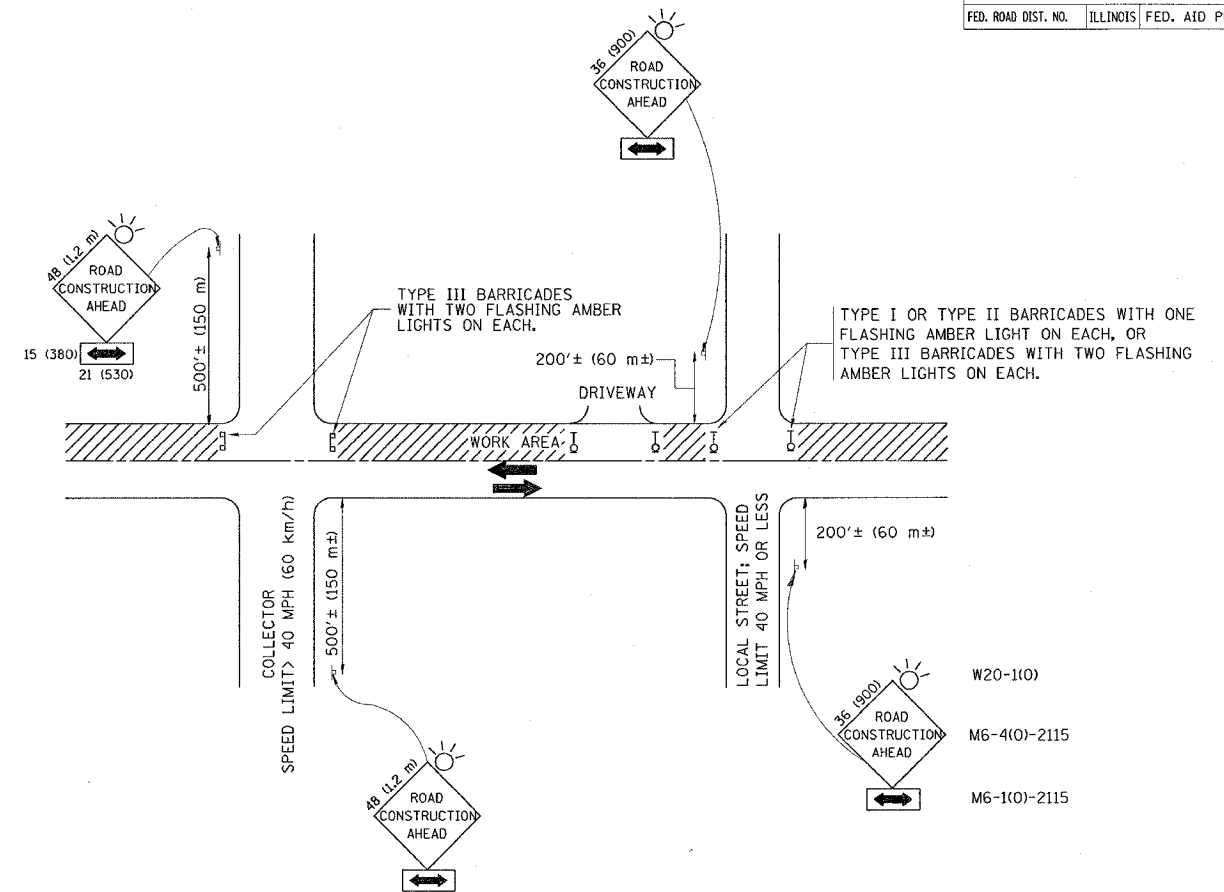 FED. ROAD DIST. NO. ILLINOIS FED. AID P
36 (900)
ROAD
CONSTRUCTION
AHEAD
48 (1.2 m)
ROAD
CONSTRUCTION
AHEAD
15 (380)
21 (530)
500'± (150 m)
TYPE III BARRICADES
WITH TWO FLASHING AMBER
LIGHTS ON EACH.
200'± (60 m±)
DRIVEWAY
TYPE I OR TYPE II BARRICADES WITH ONE
FLASHING AMBER LIGHT ON EACH, OR
TYPE III BARRICADES WITH TWO FLASHING
AMBER LIGHTS ON EACH.
WORK AREA
COLLECTOR
SPEED LIMIT> 40 MPH (60 km/h)
500'± (150 m±)
LOCAL STREET; SPEED
LIMIT 40 MPH OR LESS
200'± (60 m±)
48 (1.2 m)
ROAD
CONSTRUCTION
AHEAD
36 (900)
ROAD
CONSTRUCTION
AHEAD
W20-1(O)
M6-4(O)-2115
M6-1(O)-2115